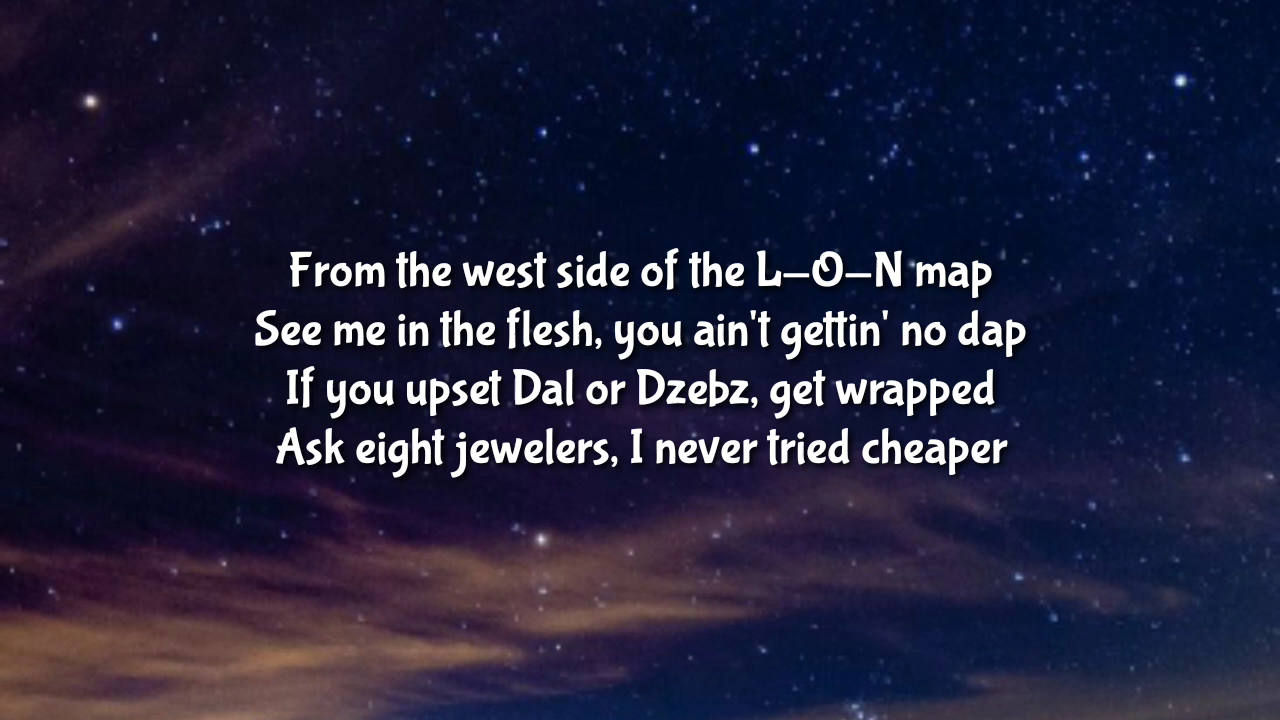 From the west side of the L-O-N map
See me in the flesh, you ain't gettin' no dap
If you upset Dal or Dzebz, get wrapped
Ask eight jewelers, I never tried cheaper